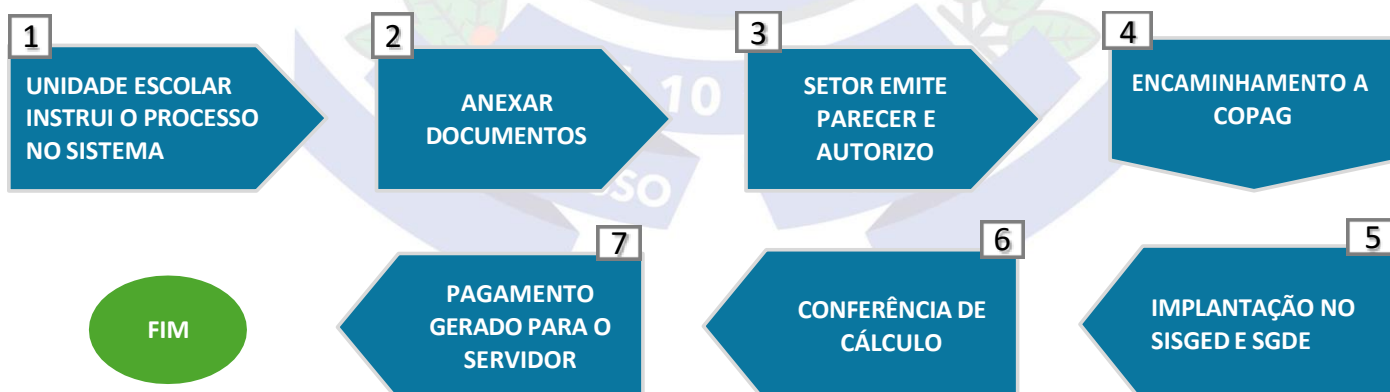 1
UNIDADE ESCOLAR
INSTRUI O PROCESSO
NO SISTEMA
2
ANEXAR
DOCUMENTOS
3
SETOR EMITE
PARECER E
AUTORIZO
4
ENCAMINHAMENTO A
COPAG
5
IMPLANTAÇÃO NO
SISGED E SGDE
6
CONFERÊNCIA DE
CÁLCULO
7
PAGAMENTO
GERADO PARA O
SERVIDOR
FIM
10